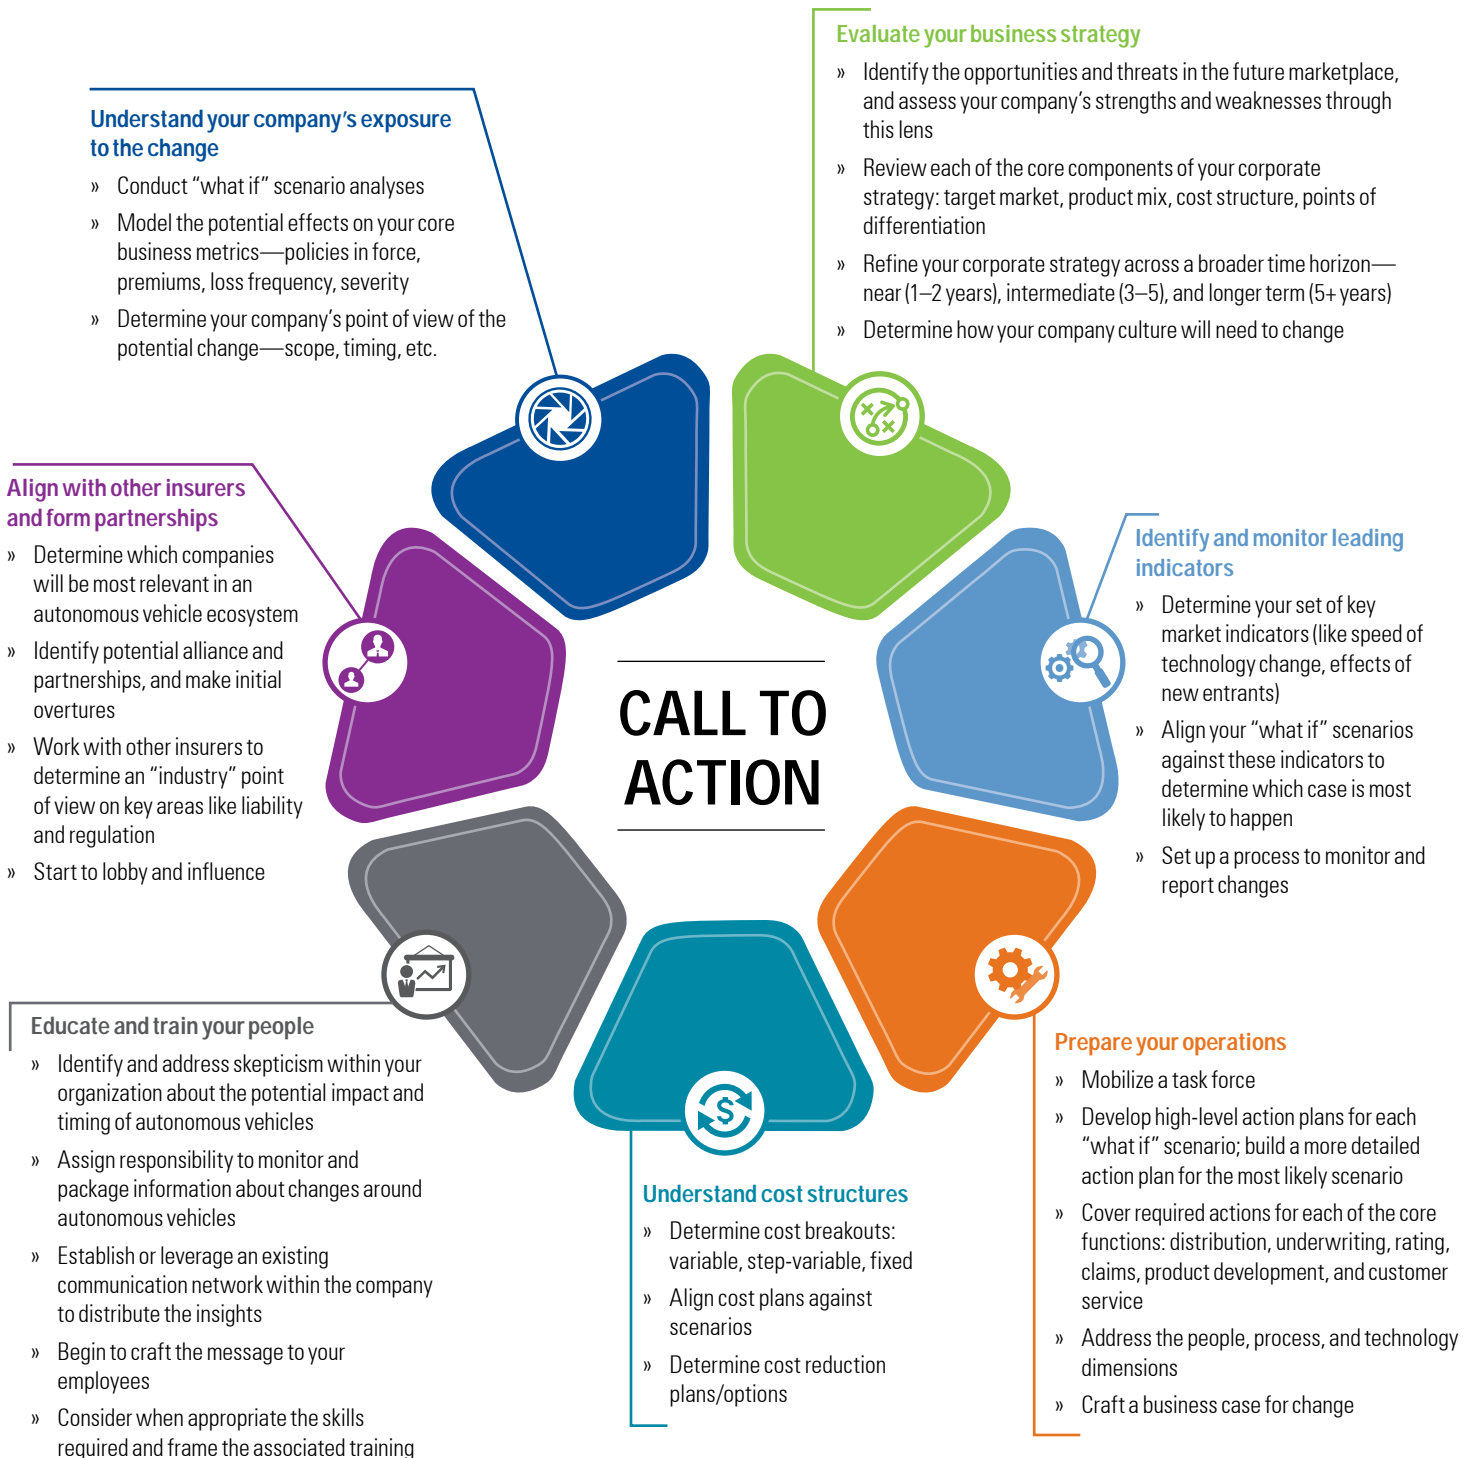 Evaluate your business strategy
» Identify the opportunities and threats in the future marketplace,
and assess your company’s strengths and weaknesses through
this lens
» Review each of the core components of your corporate
strategy: target market, product mix, cost structure, points of
differentiation
» Refine your corporate strategy across a broader time horizon—
near (1–2 years), intermediate (3–5), and longer term (5+ years)
» Determine how your company culture will need to change
Understand your company’s exposure
to the change
» Conduct “what if” scenario analyses
» Model the potential effects on your core
business metrics—policies in force,
premiums, loss frequency, severity
» Determine your company’s point of view of the
potential change—scope, timing, etc.
Align with other insurers
and form partnerships
» Determine which companies
will be most relevant in an
autonomous vehicle ecosystem
» Identify potential alliance and
partnerships, and make initial
overtures
» Work with other insurers to
determine an “industry” point
of view on key areas like liability
and regulation
» Start to lobby and influence
CALL TO
ACTION
$
Identify and monitor leading
indicators
» Determine your set of key
market indicators (like speed of
technology change, effects of
new entrants)
» Align your “what if” scenarios
against these indicators to
determine which case is most
likely to happen
» Set up a process to monitor and
report changes
Educate and train your people
» Identify and address skepticism within your
organization about the potential impact and
timing of autonomous vehicles
» Assign responsibility to monitor and
package information about changes around
autonomous vehicles
» Establish or leverage an existing
communication network within the company
to distribute the insights
» Begin to craft the message to your
employees
» Consider when appropriate the skills
required and frame the associated training
Understand cost structures
» Determine cost breakouts:
variable, step-variable, fixed
» Align cost plans against
scenarios
» Determine cost reduction
plans/options
Prepare your operations
» Mobilize a task force
» Develop high-level action plans for each
“what if” scenario; build a more detailed
action plan for the most likely scenario
» Cover required actions for each of the core
functions: distribution, underwriting, rating,
claims, product development, and customer
service
» Address the people, process, and technology
dimensions
» Craft a business case for change